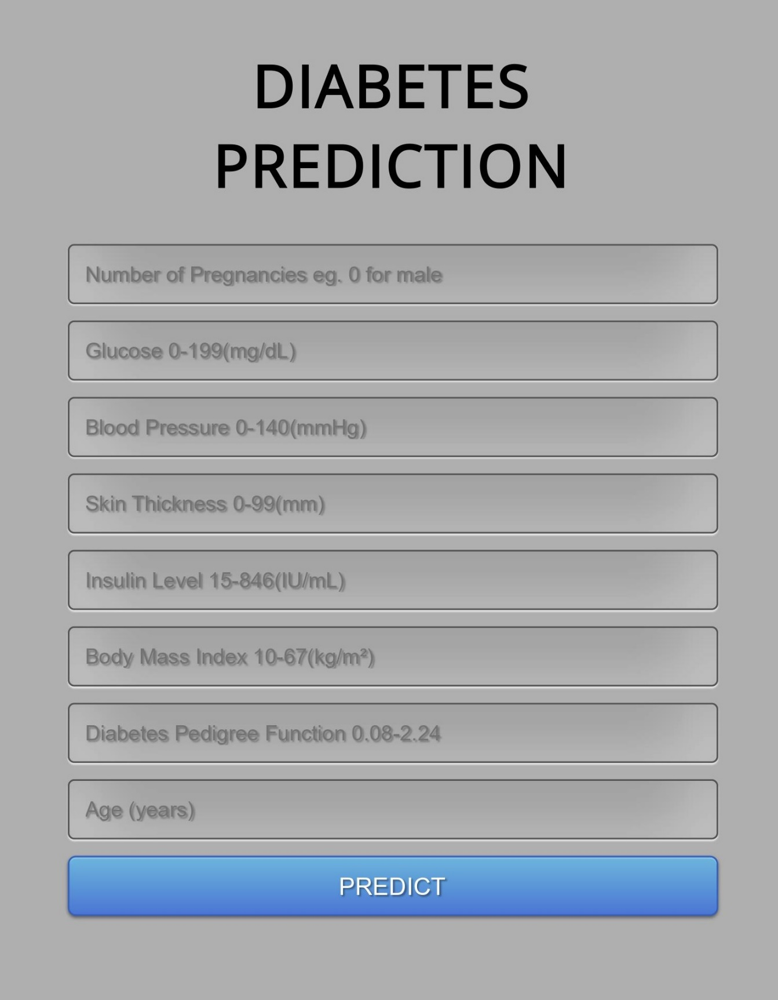 DIABETES
PREDICTION
Number of Pregnancies eg. 0 for male
Glucose 0-199(mg/dL)
Blood Pressure 0-140(mmHg)
Skin Thickness 0-99(mm)
Insulin Level 15-846(IU/mL)
Body Mass Index 10-67(kg/m²)
Diabetes Pedigree Function 0.08-2.24
Age (years)
PREDICT